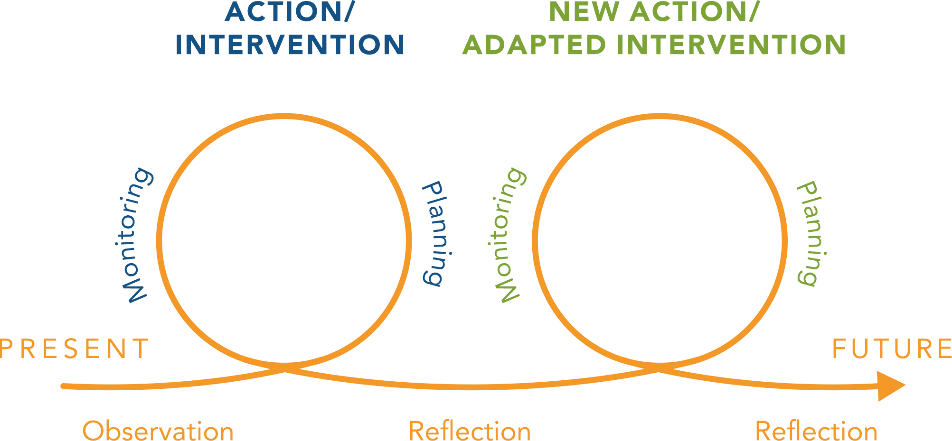 ACTION/
INTERVENTION
NEW ACTION/
ADAPTED INTERVENTION
Monitoring
Planning
Monitoring
Planning
PRESENT
FUTURE
Observation
Reflection
Reflection